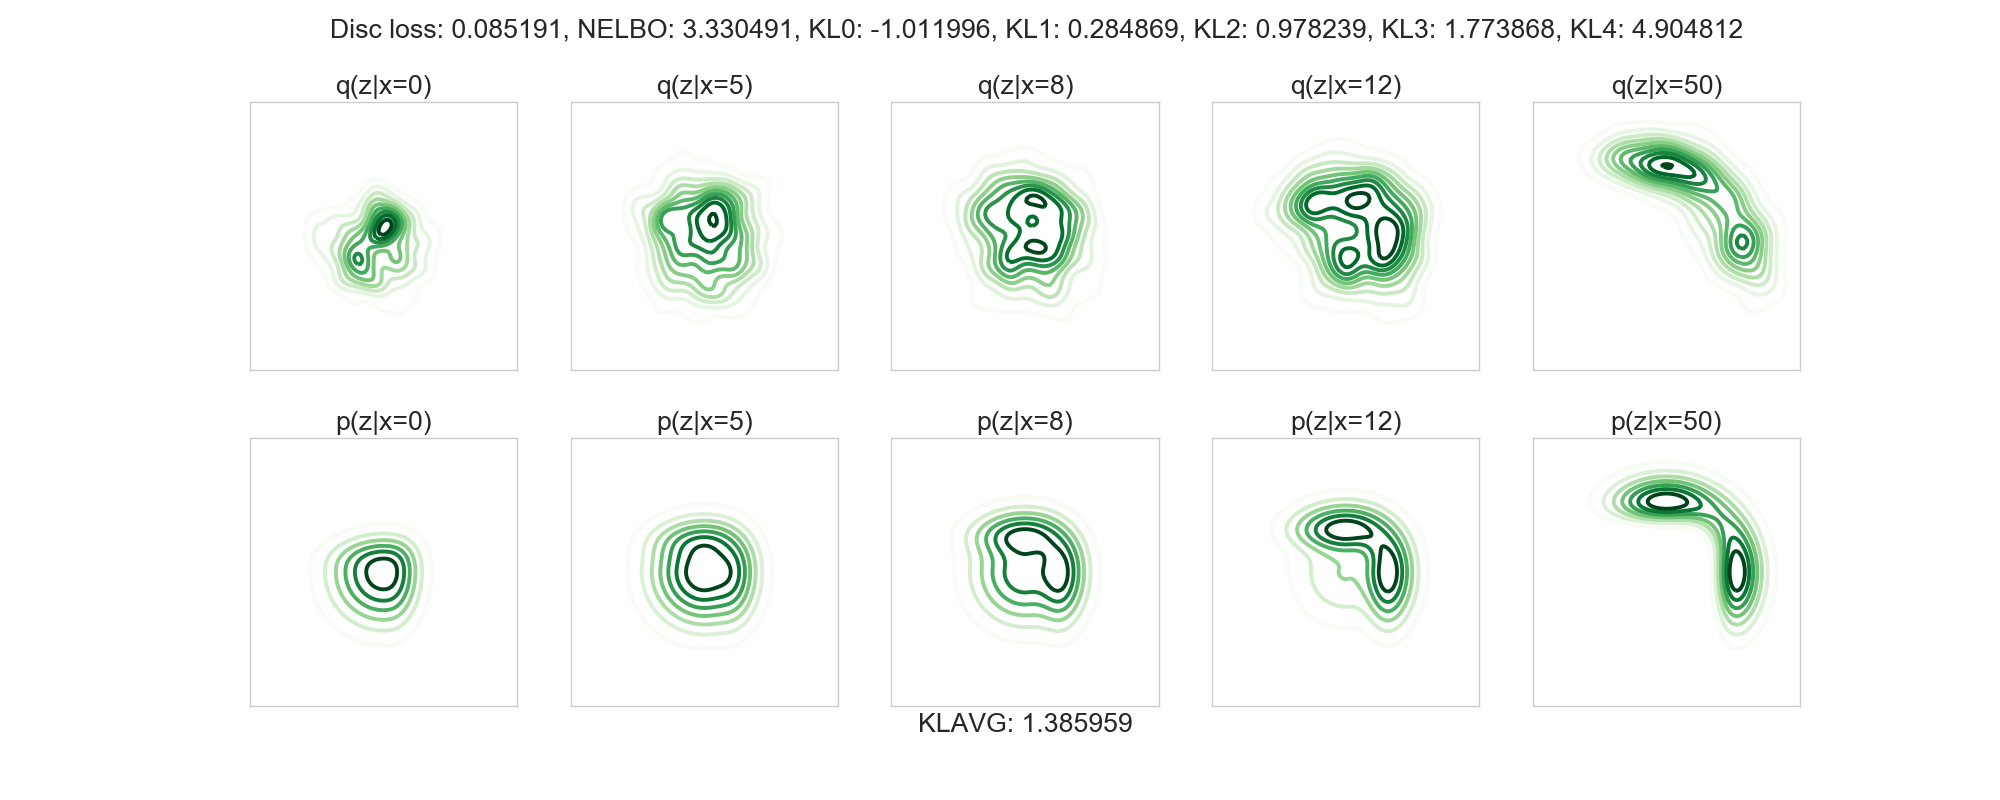 Disc loss: 0.085191, NELBO: 3.330491, KL0: -1.011996, KL1: 0.284869, KL2: 0.978239, KL3: 1.773868, KL4: 4.904812
q(z|x=0) q(z|x=5) q(z|x=8) q(z|x=12) q(z|x=50)
p(z|x=0) p(z|x=5) p(z|x=8) p(z|x=12) p(z|x=50)
KLAVG: 1.385959